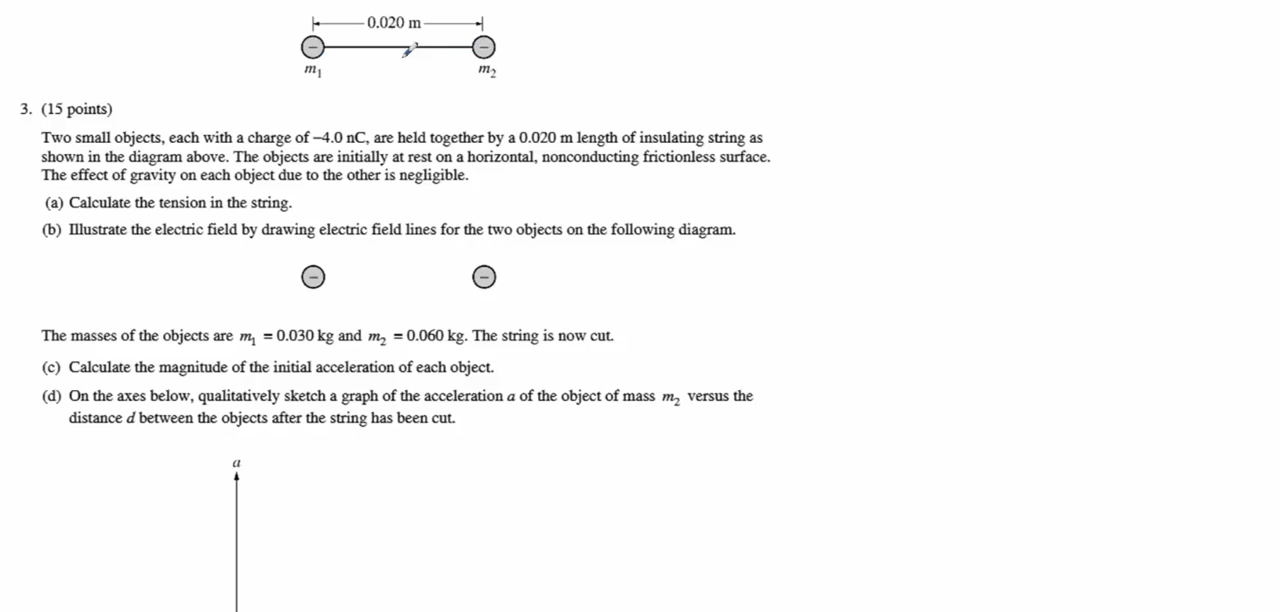 0.020 m
− −
m₁ m₂
3. (15 points)
Two small objects, each with a charge of −4.0 nC, are held together by a 0.020 m length of insulating string as
shown in the diagram above. The objects are initially at rest on a horizontal, nonconducting frictionless surface.
The effect of gravity on each object due to the other is negligible.
(a) Calculate the tension in the string.
(b) Illustrate the electric field by drawing electric field lines for the two objects on the following diagram.
− −
The masses of the objects are m₁ = 0.030 kg and m₂ = 0.060 kg. The string is now cut.
(c) Calculate the magnitude of the initial acceleration of each object.
(d) On the axes below, qualitatively sketch a graph of the acceleration a of the object of mass m₂ versus the
distance d between the objects after the string has been cut.
a